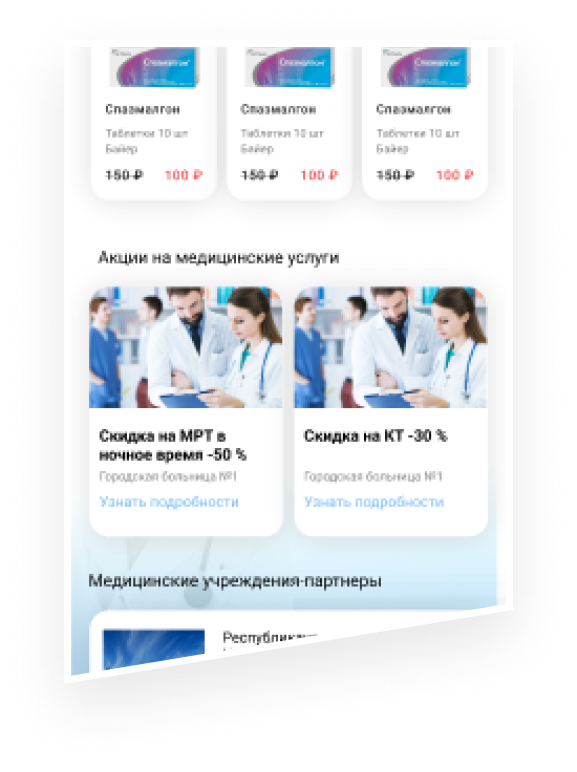 Спазмалгон Спазмалгон Спазмалгон
Спазмалгон Спазмалгон Спазмалгон
Таблетки 10 шт Таблетки 10 шт Таблетки 10 шт
Байер Байер Байер
150 ₽ 100 ₽ 150 ₽ 100 ₽ 150 ₽ 100 ₽
Акции на медицинские услуги
Скидка на МРТ в
ночное время -50 %
Городская больница №1
Узнать подробности
Скидка на КТ -30 %
Городская больница №1
Узнать подробности
Медицинские учреждения-партнеры